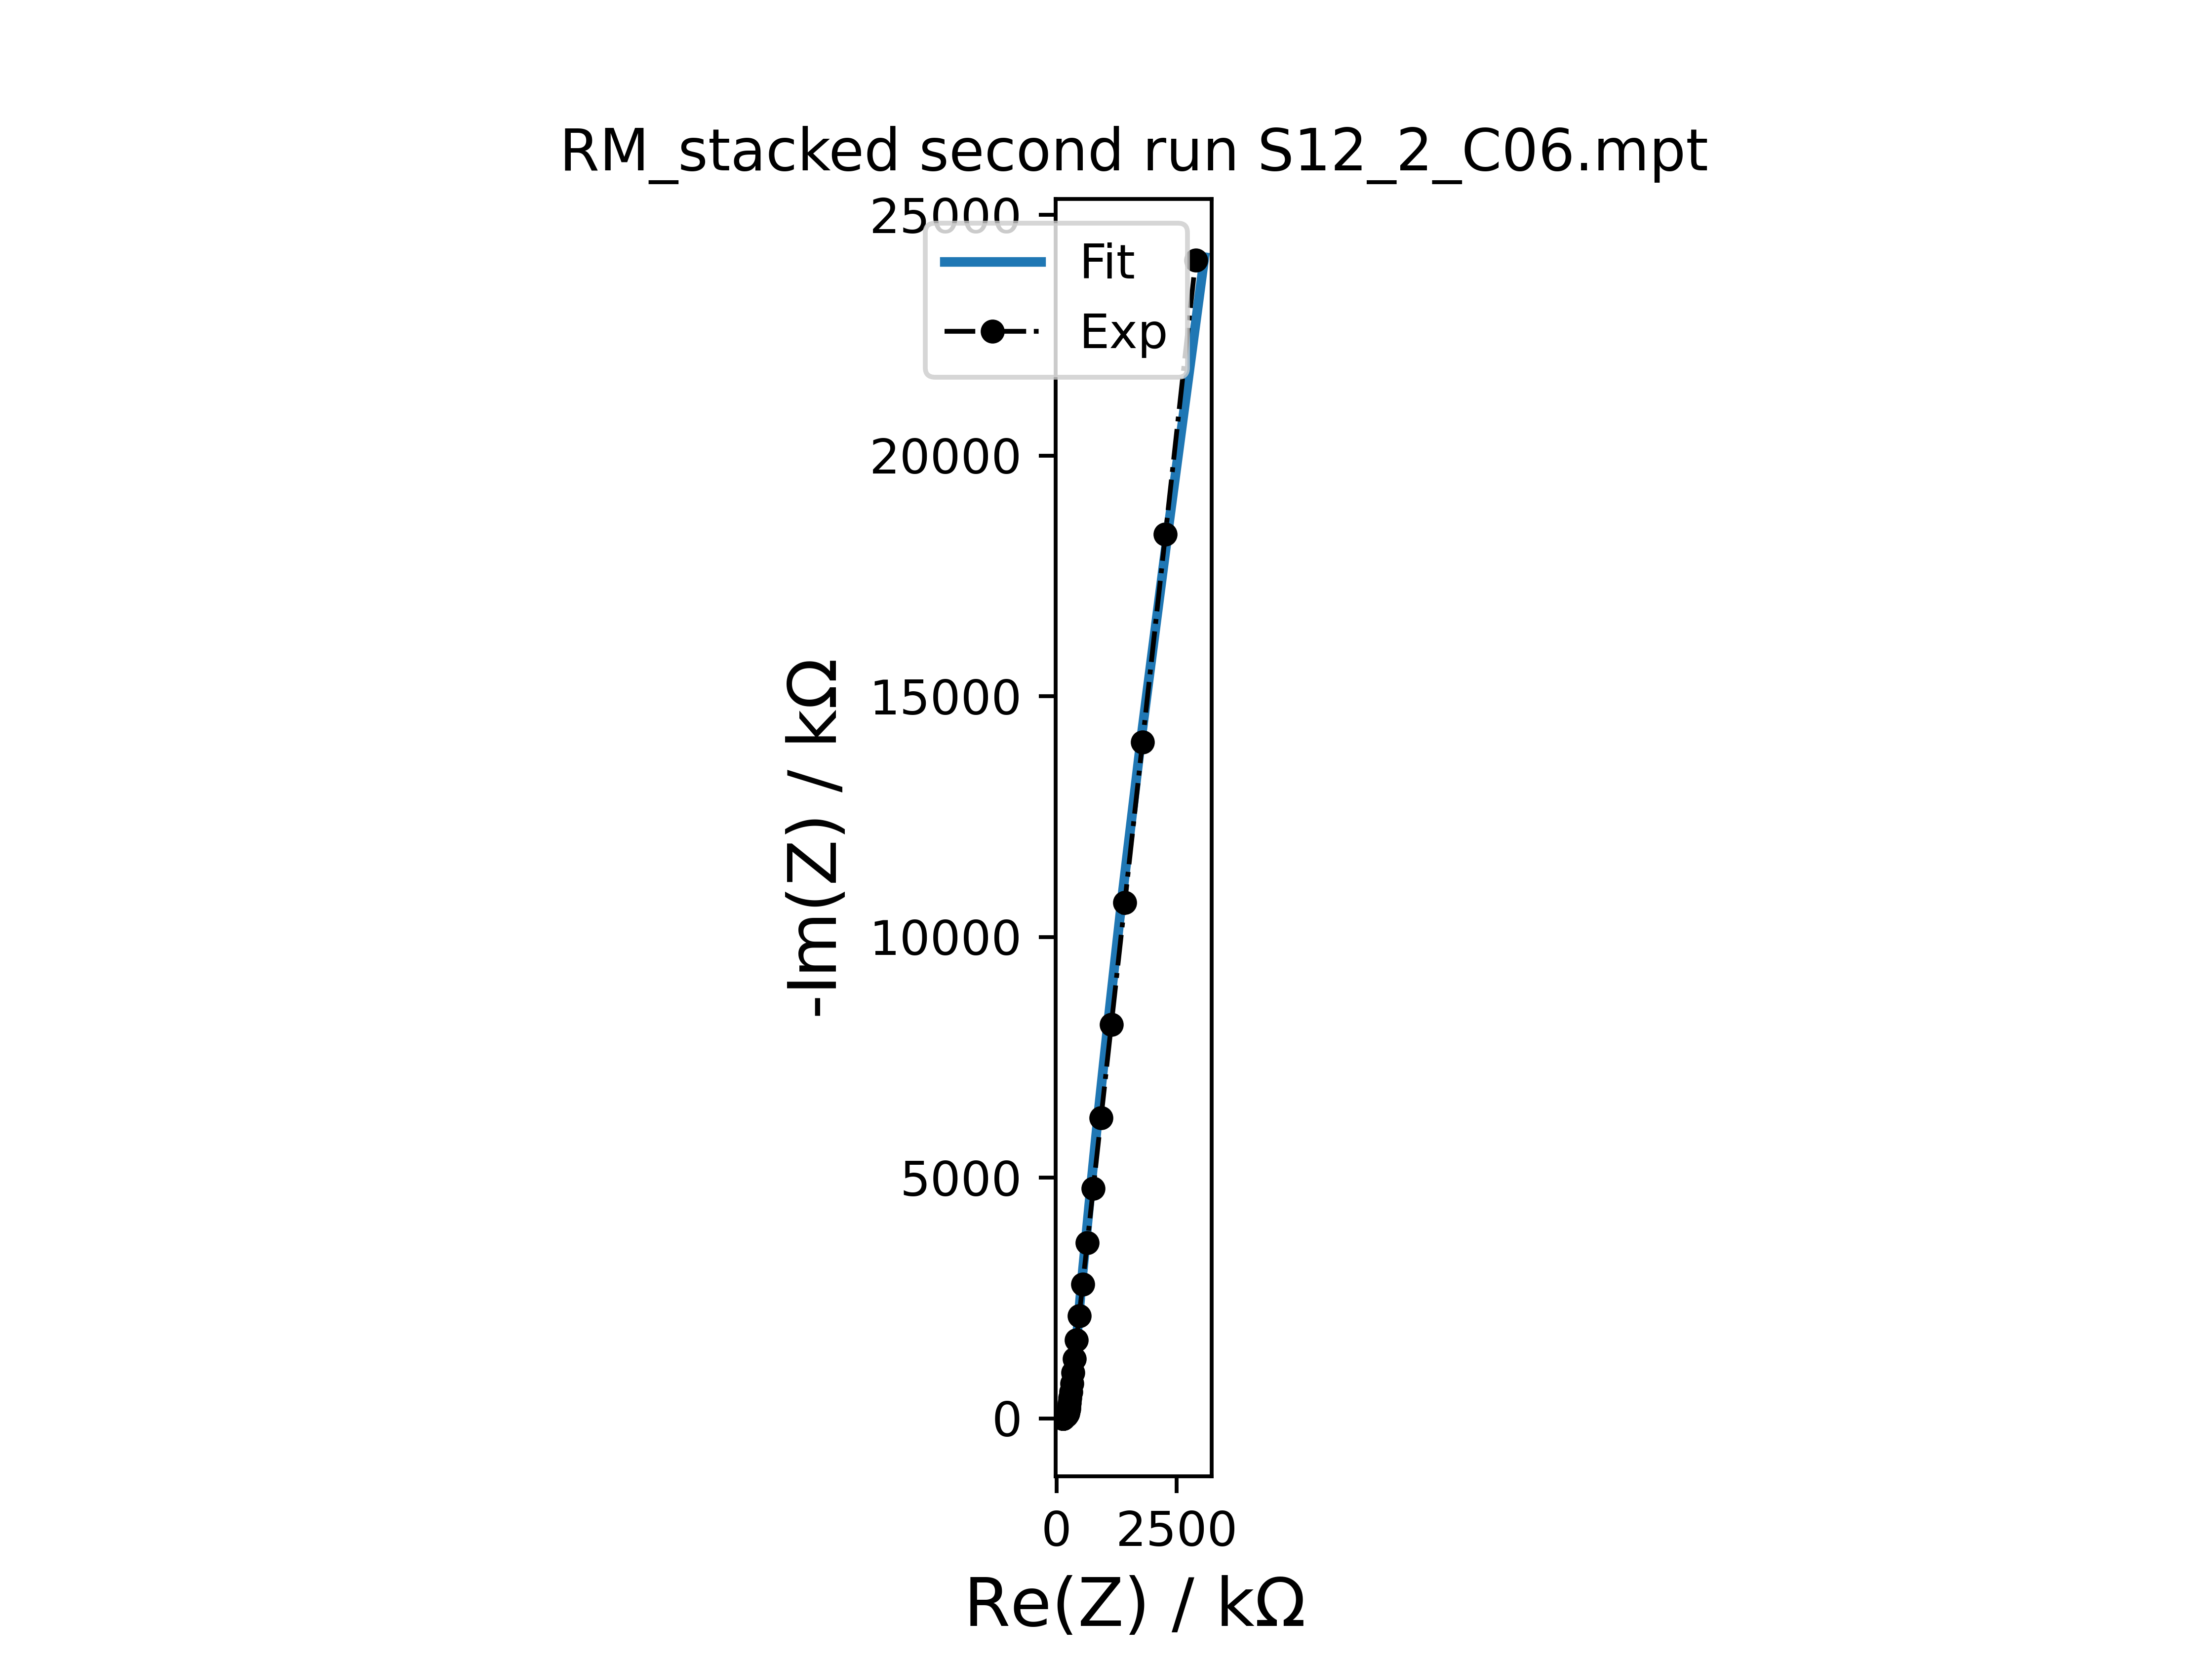 RM_stacked second run S12_2_C06.mpt
25000
Fit
Exp
20000
15000
10000
5000
0
-Im(Z) / kΩ
0 2500
Re(Z) / kΩ